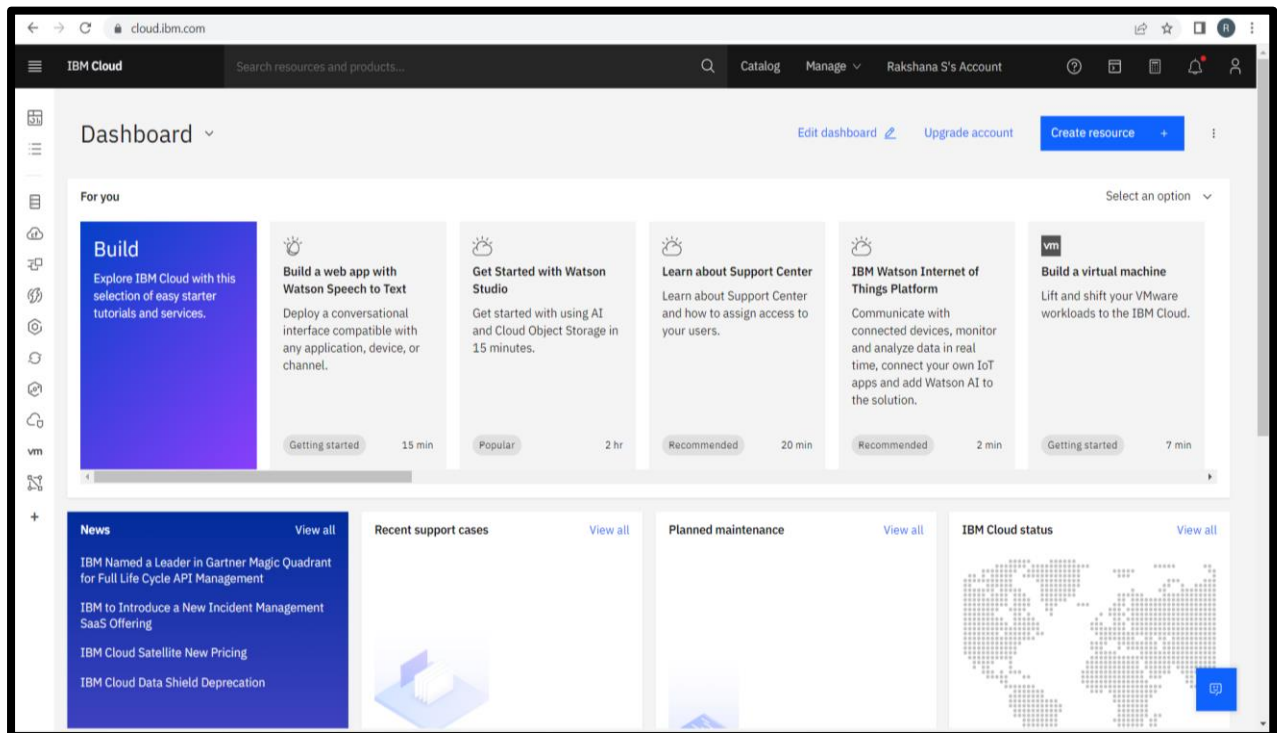 cloud.ibm.com
R
IBM Cloud
Search resources and products...
Catalog
Manage
Rakshana S's Account
Dashboard
Edit dashboard
Upgrade account
Create resource +
For you
Select an option
Build
Explore IBM Cloud with this
selection of easy starter
tutorials and services.
Build a web app with
Watson Speech to Text
Deploy a conversational
interface compatible with
any application, device, or
channel.
Getting started
15 min
Get Started with Watson
Studio
Get started with using AI
and Cloud Object Storage in
15 minutes.
Popular
2 hr
Learn about Support Center
Learn about Support Center
and how to assign access to
your users.
Recommended
20 min
IBM Watson Internet of
Things Platform
Communicate with
connected devices, monitor
and analyze data in real
time, connect your own IoT
apps and add Watson AI to
the solution.
Recommended
2 min
vm
Build a virtual machine
Lift and shift your VMware
workloads to the IBM Cloud.
Getting started
7 min
vm
News
View all
IBM Named a Leader in Gartner Magic Quadrant
for Full Life Cycle API Management
IBM to Introduce a New Incident Management
SaaS Offering
IBM Cloud Satellite New Pricing
IBM Cloud Data Shield Deprecation
Recent support cases
View all
Planned maintenance
View all
IBM Cloud status
View all